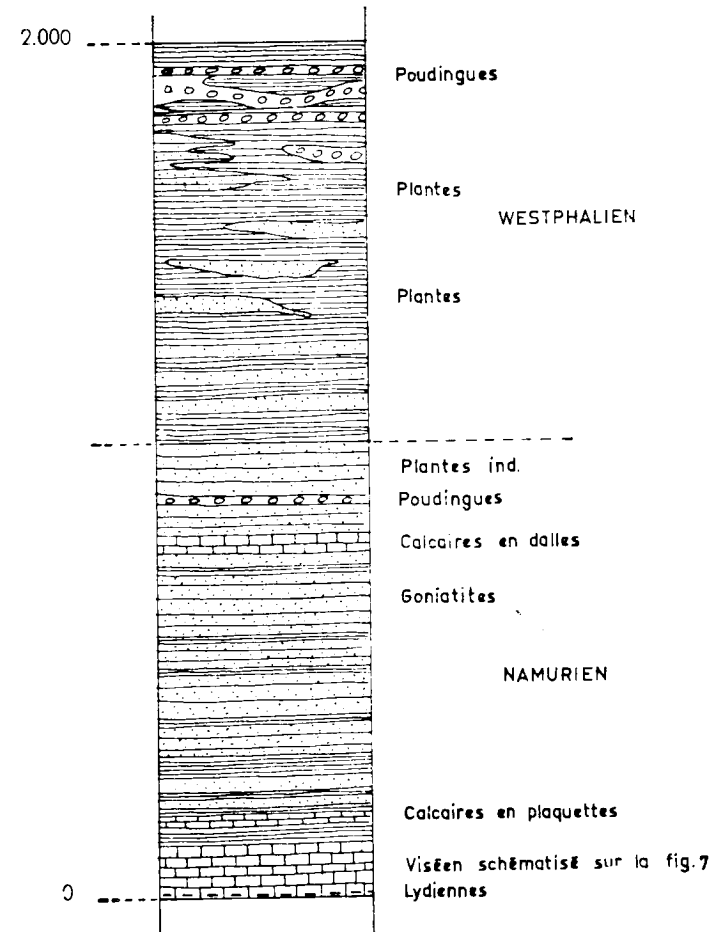 2.000
Poudingues
Plantes
WESTPHALIEN
Plantes
Plantes ind.
Poudingues
Calcaires en dalles
Goniatites
NAMURIEN
Calcaires en plaquettes
Viséen schématisé sur la fig.7
0
Lydiennes